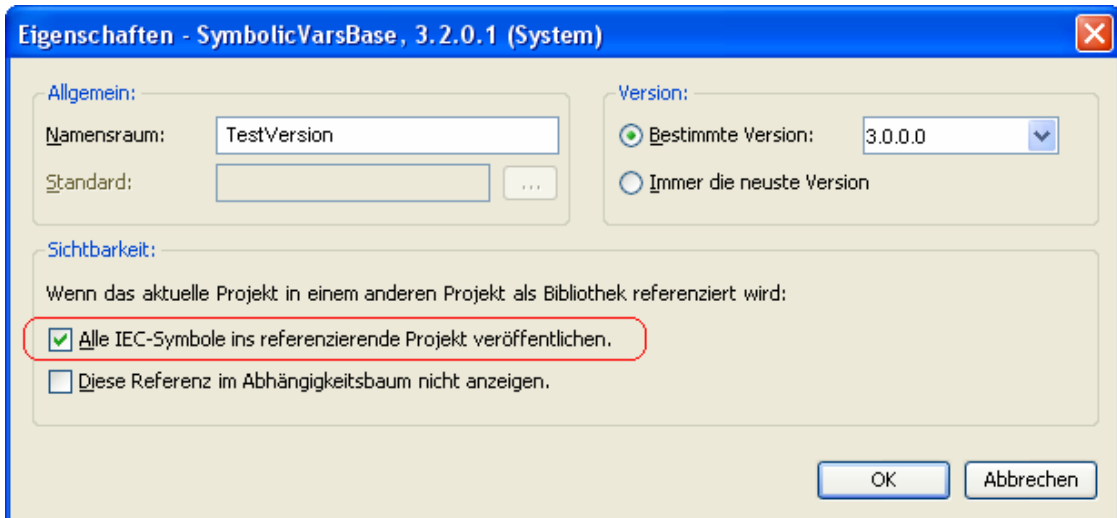 Eigenschaften - SymbolicVarsBase, 3.2.0.1 (System)
Allgemein:
Namensraum: TestVersion
Standard: ...
Version:
Bestimmte Version: 3.0.0.0
Immer die neuste Version
Sichtbarkeit:
Wenn das aktuelle Projekt in einem anderen Projekt als Bibliothek referenziert wird:
Alle IEC-Symbole ins referenzierende Projekt veröffentlichen.
Diese Referenz im Abhängigkeitsbaum nicht anzeigen.
OK Abbrechen